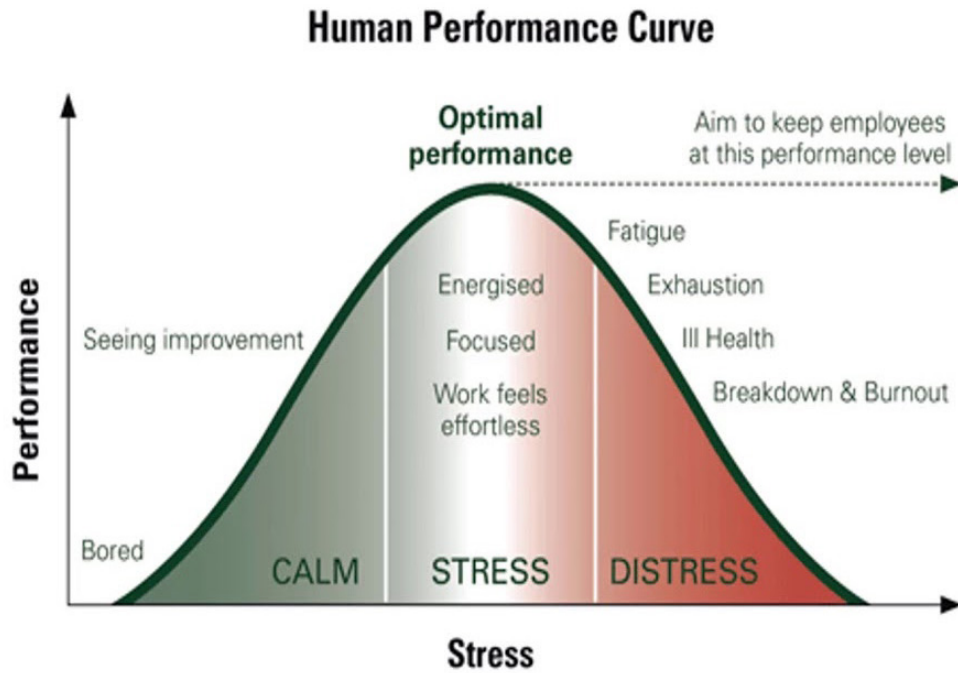 Human Performance Curve
Optimal
performance
Aim to keep employees
at this performance level
Fatigue
Energised
Exhaustion
Seeing improvement
Focused
Ill Health
Work feels
effortless
Breakdown & Burnout
Bored
CALM
STRESS
DISTRESS
Performance
Stress